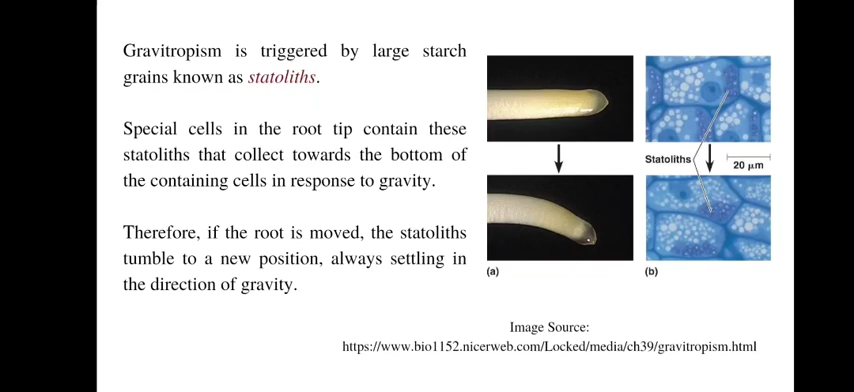 Gravitropism is triggered by large starch
grains known as statoliths.
Special cells in the root tip contain these
statoliths that collect towards the bottom of
the containing cells in response to gravity.
Therefore, if the root is moved, the statoliths
tumble to a new position, always settling in
the direction of gravity.
Statoliths
20 μm
(a)
(b)
Image Source:
https://www.bio1152.nicerweb.com/Locked/media/ch39/gravitropism.html